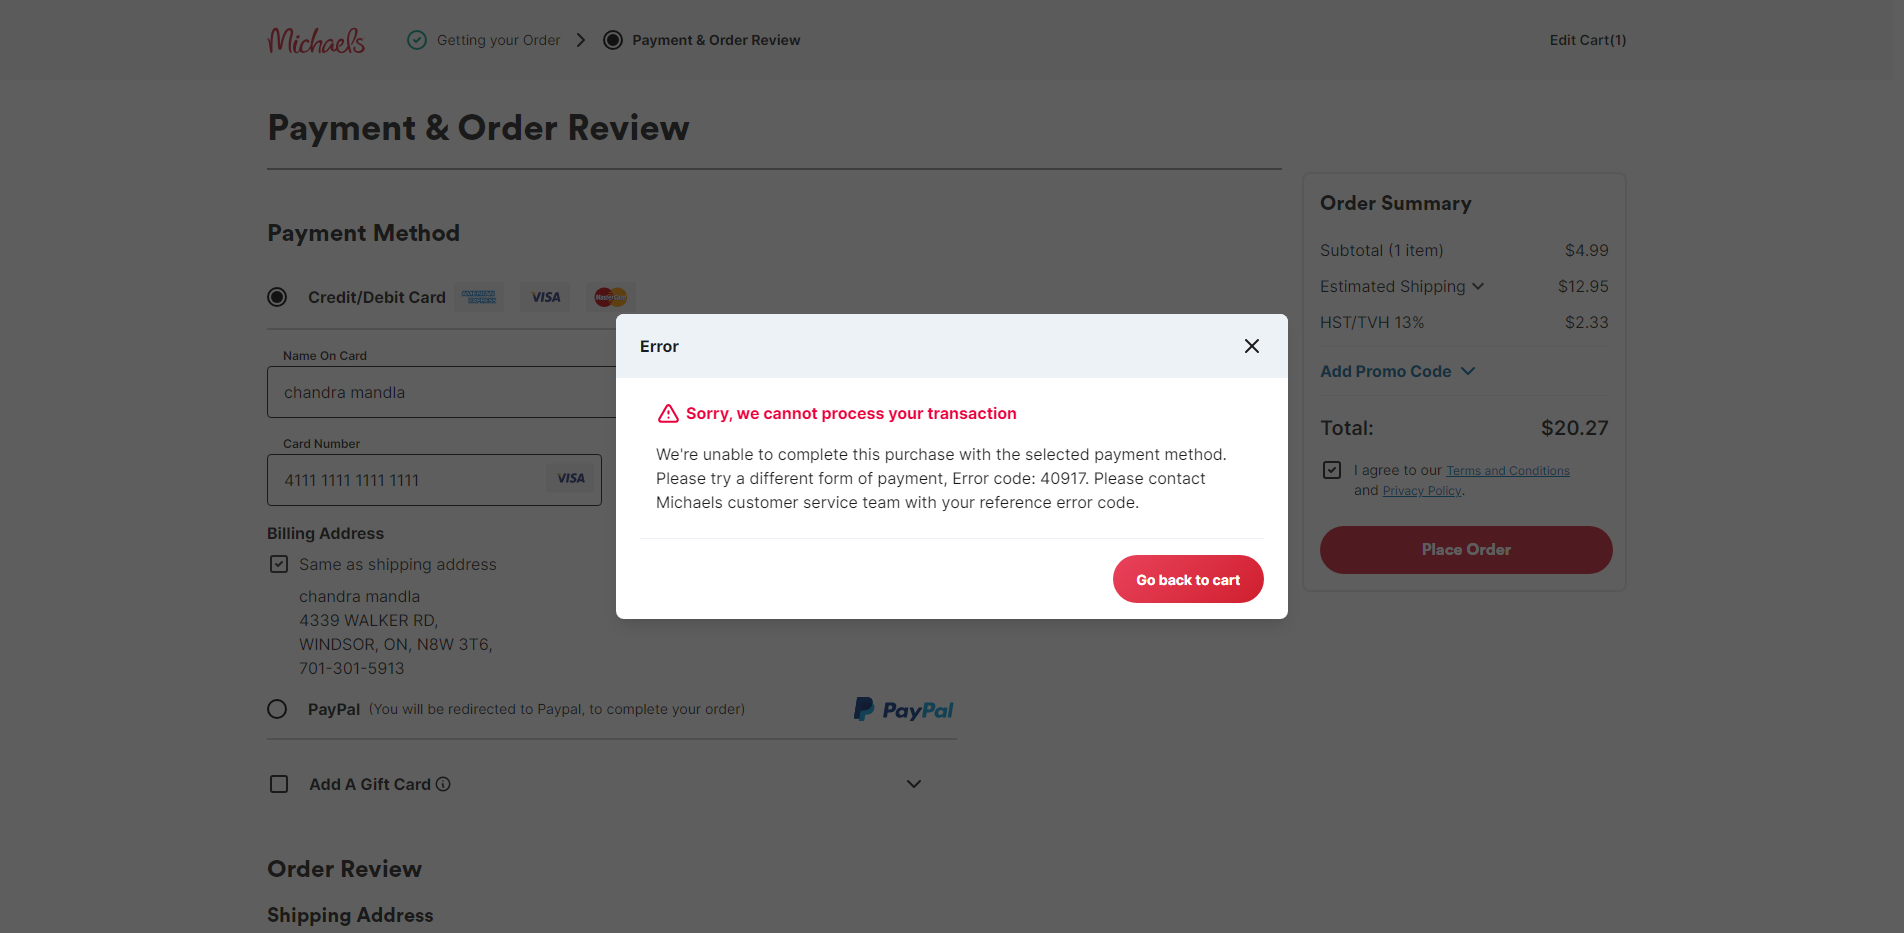 Michaels
Getting your Order
Payment & Order Review
Edit Cart(1)
Payment & Order Review
Payment Method
Credit/Debit Card
AMERICAN EXPRESS
VISA
MasterCard
Name On Card
chandra mandla
Card Number
4111 1111 1111 1111
VISA
Billing Address
Same as shipping address
chandra mandla
4339 WALKER RD,
WINDSOR, ON, N8W 3T6,
701-301-5913
PayPal (You will be redirected to Paypal, to complete your order)
PayPal
Add A Gift Card
Order Review
Shipping Address
Error
Sorry, we cannot process your transaction
We're unable to complete this purchase with the selected payment method.
Please try a different form of payment, Error code: 40917. Please contact
Michaels customer service team with your reference error code.
Go back to cart
Order Summary
Subtotal (1 item) $4.99
Estimated Shipping $12.95
HST/TVH 13% $2.33
Add Promo Code
Total: $20.27
I agree to our Terms and Conditions
and Privacy Policy.
Place Order